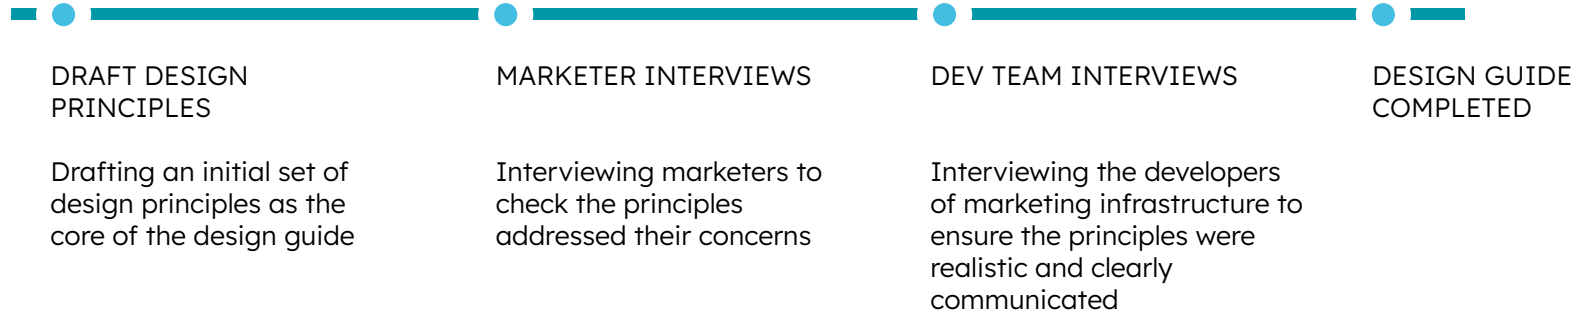 DRAFT DESIGN
PRINCIPLES
Drafting an initial set of
design principles as the
core of the design guide
MARKETER INTERVIEWS
Interviewing marketers to
check the principles
addressed their concerns
DEV TEAM INTERVIEWS
Interviewing the developers
of marketing infrastructure to
ensure the principles were
realistic and clearly
communicated
DESIGN GUIDE
COMPLETED